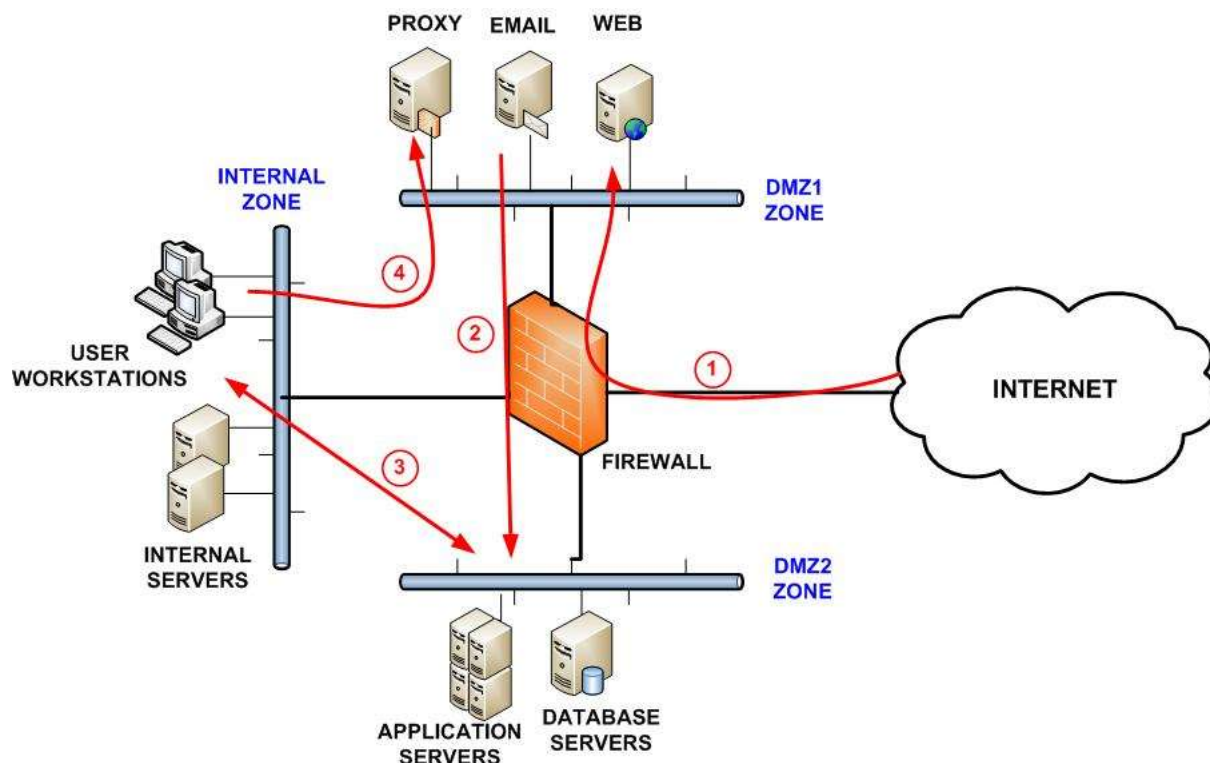 PROXY
EMAIL
WEB
INTERNAL
ZONE
DMZ1
ZONE
4
2
1
USER
WORKSTATIONS
INTERNET
3
FIREWALL
INTERNAL
SERVERS
DMZ2
ZONE
APPLICATION
SERVERS
DATABASE
SERVERS